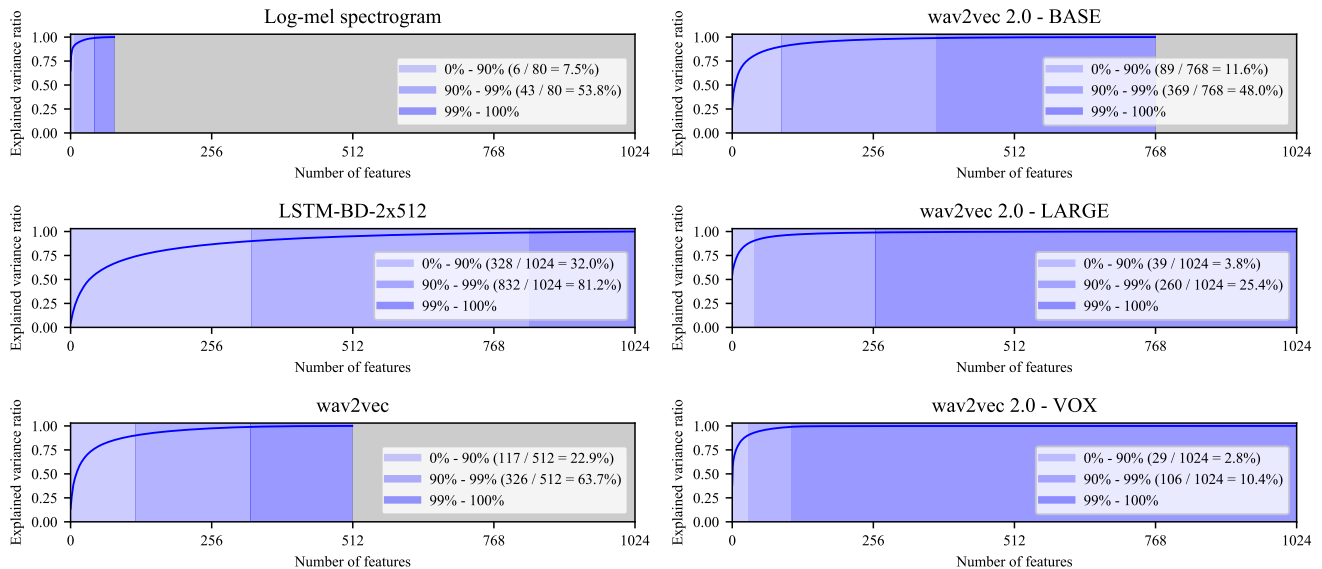 Log-mel spectrogram
Explained variance ratio
1.00
0.75
0.50
0.25
0.00
0% - 90% (6 / 80 = 7.5%)
90% - 99% (43 / 80 = 53.8%)
99% - 100%
0 256 512 768 1024
Number of features
wav2vec 2.0 - BASE
Explained variance ratio
1.00
0.75
0.50
0.25
0.00
0% - 90% (89 / 768 = 11.6%)
90% - 99% (369 / 768 = 48.0%)
99% - 100%
0 256 512 768 1024
Number of features
LSTM-BD-2x512
Explained variance ratio
1.00
0.75
0.50
0.25
0.00
0% - 90% (328 / 1024 = 32.0%)
90% - 99% (832 / 1024 = 81.2%)
99% - 100%
0 256 512 768 1024
Number of features
wav2vec 2.0 - LARGE
Explained variance ratio
1.00
0.75
0.50
0.25
0.00
0% - 90% (39 / 1024 = 3.8%)
90% - 99% (260 / 1024 = 25.4%)
99% - 100%
0 256 512 768 1024
Number of features
wav2vec
Explained variance ratio
1.00
0.75
0.50
0.25
0.00
0% - 90% (117 / 512 = 22.9%)
90% - 99% (326 / 512 = 63.7%)
99% - 100%
0 256 512 768 1024
Number of features
wav2vec 2.0 - VOX
Explained variance ratio
1.00
0.75
0.50
0.25
0.00
0% - 90% (29 / 1024 = 2.8%)
90% - 99% (106 / 1024 = 10.4%)
99% - 100%
0 256 512 768 1024
Number of features